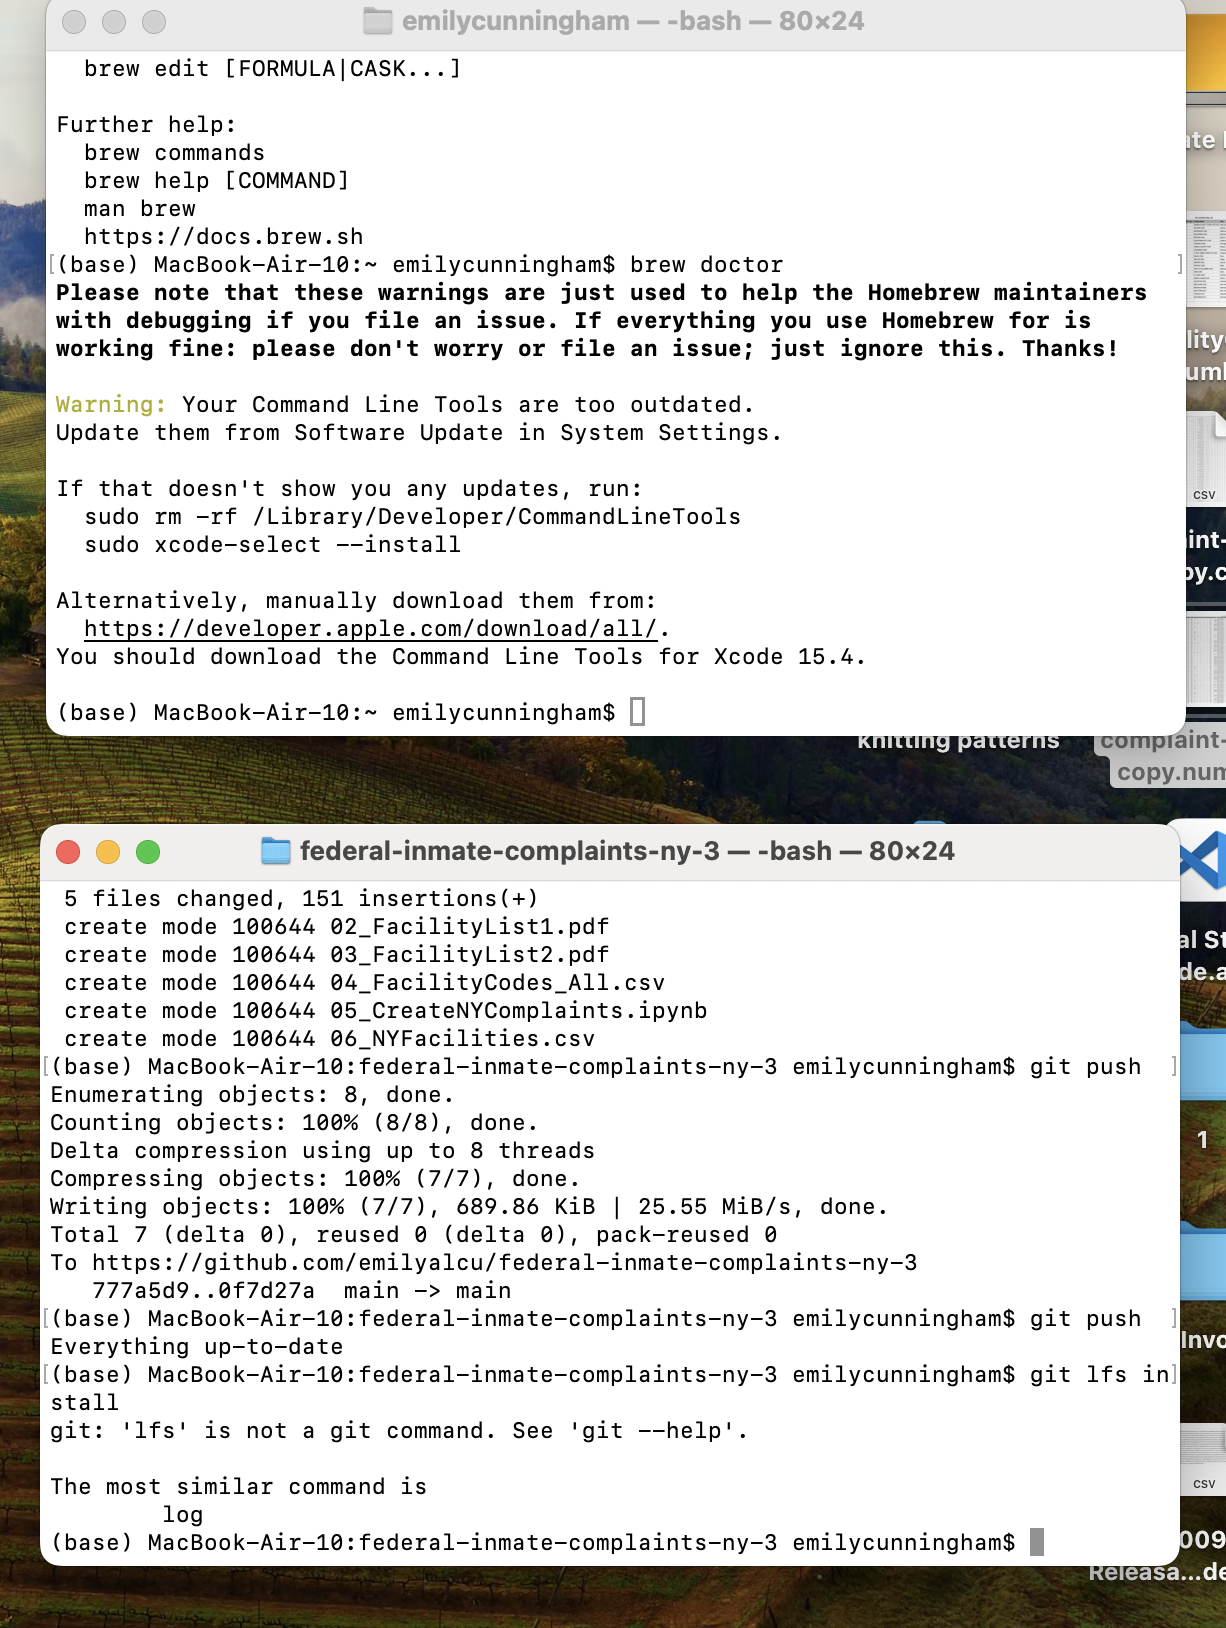 emilycunningham — -bash — 80×24
brew edit [FORMULA|CASK...]
Further help:
brew commands
brew help [COMMAND]
man brew
https://docs.brew.sh
[(base) MacBook-Air-10:~ emilycunningham$ brew doctor ]
Please note that these warnings are just used to help the Homebrew maintainers
with debugging if you file an issue. If everything you use Homebrew for is
working fine: please don't worry or file an issue; just ignore this. Thanks!
Warning: Your Command Line Tools are too outdated.
Update them from Software Update in System Settings.
If that doesn't show you any updates, run:
sudo rm -rf /Library/Developer/CommandLineTools
sudo xcode-select --install
Alternatively, manually download them from:
https://developer.apple.com/download/all/.
You should download the Command Line Tools for Xcode 15.4.
(base) MacBook-Air-10:~ emilycunningham$
CSV
knitting patterns
complaint-
copy.num
federal-inmate-complaints-ny-3 — -bash — 80×24
5 files changed, 151 insertions(+)
create mode 100644 02_FacilityList1.pdf
create mode 100644 03_FacilityList2.pdf
create mode 100644 04_FacilityCodes_All.csv
create mode 100644 05_CreateNYComplaints.ipynb
create mode 100644 06_NYFacilities.csv
[(base) MacBook-Air-10:federal-inmate-complaints-ny-3 emilycunningham$ git push ]
Enumerating objects: 8, done.
Counting objects: 100% (8/8), done.
Delta compression using up to 8 threads
Compressing objects: 100% (7/7), done.
Writing objects: 100% (7/7), 689.86 KiB | 25.55 MiB/s, done.
Total 7 (delta 0), reused 0 (delta 0), pack-reused 0
To https://github.com/emilyalcu/federal-inmate-complaints-ny-3
777a5d9..0f7d27a main -> main
[(base) MacBook-Air-10:federal-inmate-complaints-ny-3 emilycunningham$ git push ]
Everything up-to-date
[(base) MacBook-Air-10:federal-inmate-complaints-ny-3 emilycunningham$ git lfs in]
stall
git: 'lfs' is not a git command. See 'git --help'.
The most similar command is
log
(base) MacBook-Air-10:federal-inmate-complaints-ny-3 emilycunningham$
1
Invo
CSV
009
Releasa...de